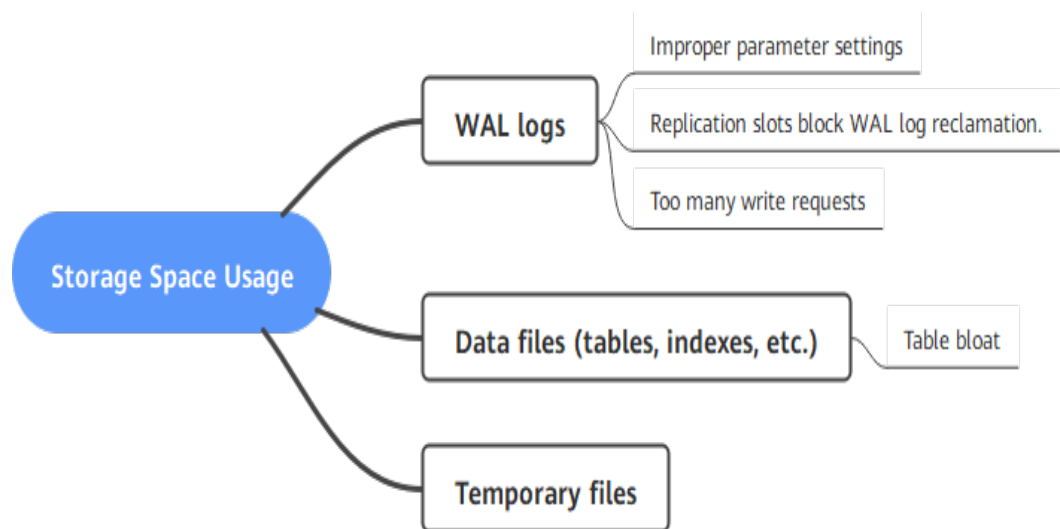 Improper parameter settings
WAL logs
Replication slots block WAL log reclamation.
Too many write requests
Storage Space Usage
Data files (tables, indexes, etc.)
Table bloat
Temporary files